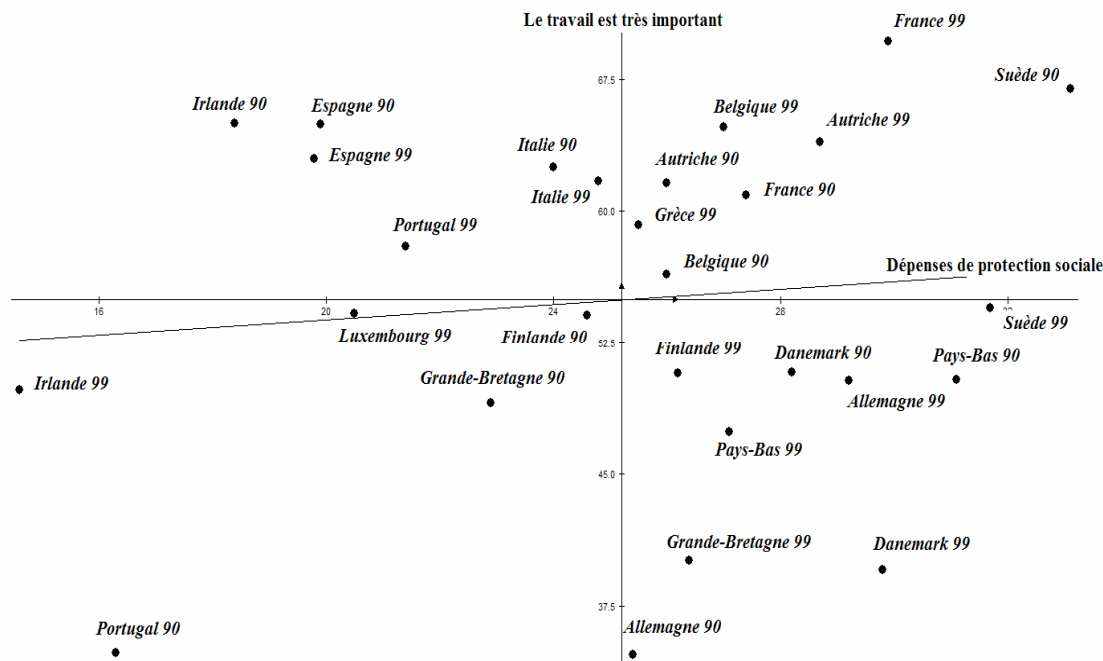 Le travail est très important
France 99
67.5
Suède 90
Irlande 90
Espagne 90
Belgique 99
Autriche 99
Italie 90
Espagne 99
Autriche 90
Italie 99
France 90
60.0
Grèce 99
Portugal 99
Belgique 90
Dépenses de protection sociale
16
20
24
28
Luxembourg 99
Finlande 90
Suède 99
52.5
Finlande 99
Danemark 90
Pays-Bas 90
Irlande 99
Grande-Bretagne 90
Allemagne 99
Pays-Bas 99
45.0
Grande-Bretagne 99
Danemark 99
37.5
Portugal 90
Allemagne 90